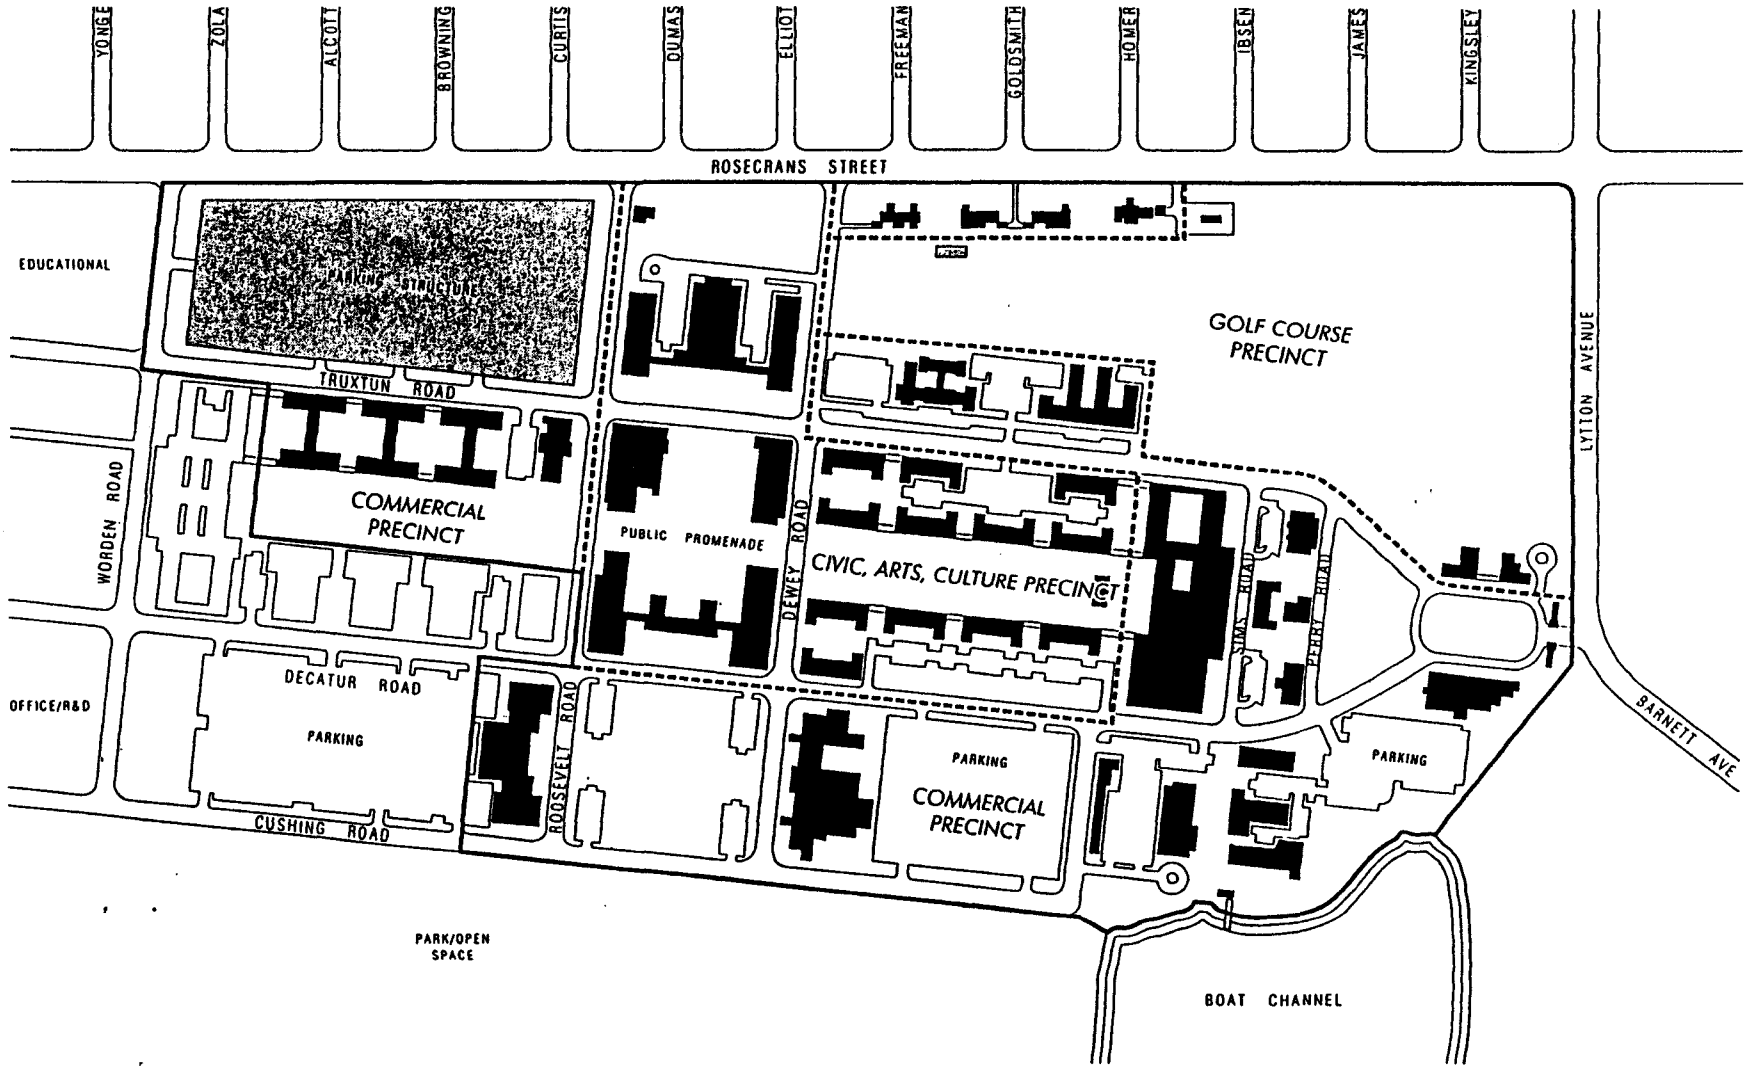 YONGE
ZOLA
ALCOTT
BROWNING
CURTIS
DUMAS
ELLIOT
FREEMAN
GOLDSMITH
HOMER
IBSEN
JAMES
KINGSLEY
ROSECRANS STREET
EDUCATIONAL
PARKING STRUCTURE
GOLF COURSE
PRECINCT
LYTTON AVENUE
TRUXTUN ROAD
WORDEN ROAD
COMMERCIAL
PRECINCT
PUBLIC PROMENADE
DEWEY ROAD
CIVIC, ARTS, CULTURE PRECINCT
SIMS ROAD
PERRY ROAD
DECATUR ROAD
OFFICE/R&D
PARKING
ROOSEVELT ROAD
PARKING
COMMERCIAL
PRECINCT
PARKING
BARNETT AVE
CUSHING ROAD
PARK/OPEN
SPACE
BOAT CHANNEL